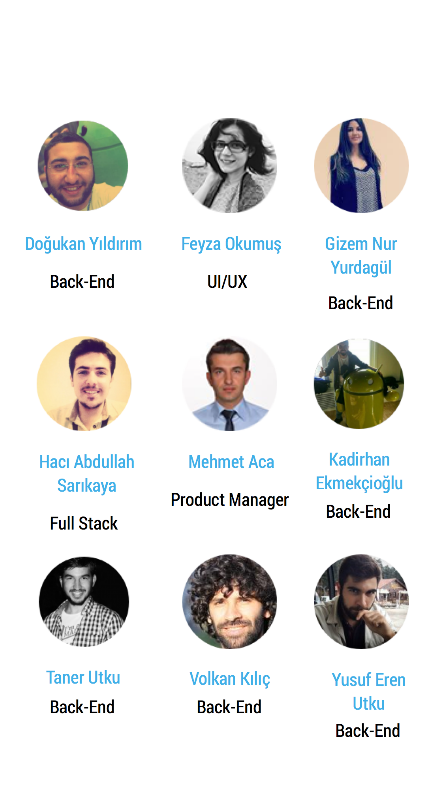 Doğukan Yıldırım
Back-End
Feyza Okumuş
UI/UX
Gizem Nur
Yurdagül
Back-End
Hacı Abdullah
Sarıkaya
Full Stack
Mehmet Aca
Product Manager
Kadirhan
Ekmekçioğlu
Back-End
Taner Utku
Back-End
Volkan Kılıç
Back-End
Yusuf Eren
Utku
Back-End